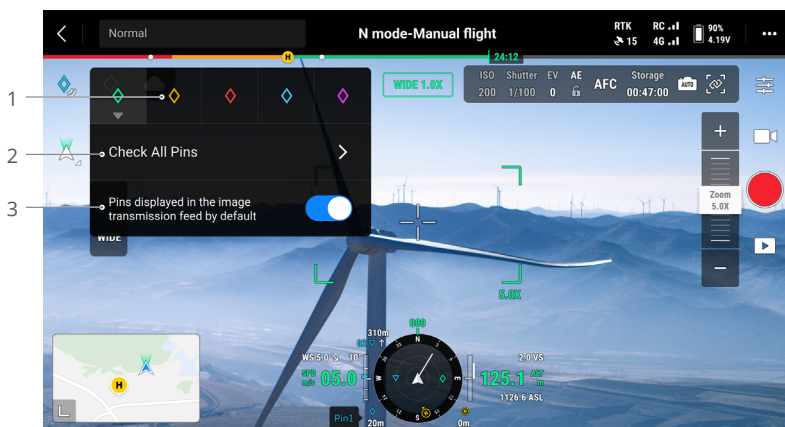 Normal
N mode-Manual flight
RTK
15
RC
4G
90%
4.19V
H
24:12
WIDE 1.0X
ISO
200
Shutter
1/100
EV
0
AE
AFC
Storage
00:47:00
AUTO
1
2
Check All Pins
3
Pins displayed in the image
transmission feed by default
WIDE
Zoom
5.0X
5.0X
310m
000
N
WS 5.0
10°
SPD
m/s
05.0
W
E
S
H
2.0 VS
125.1
ALT
m
1126.6 ASL
Pin1
20m
0m
H